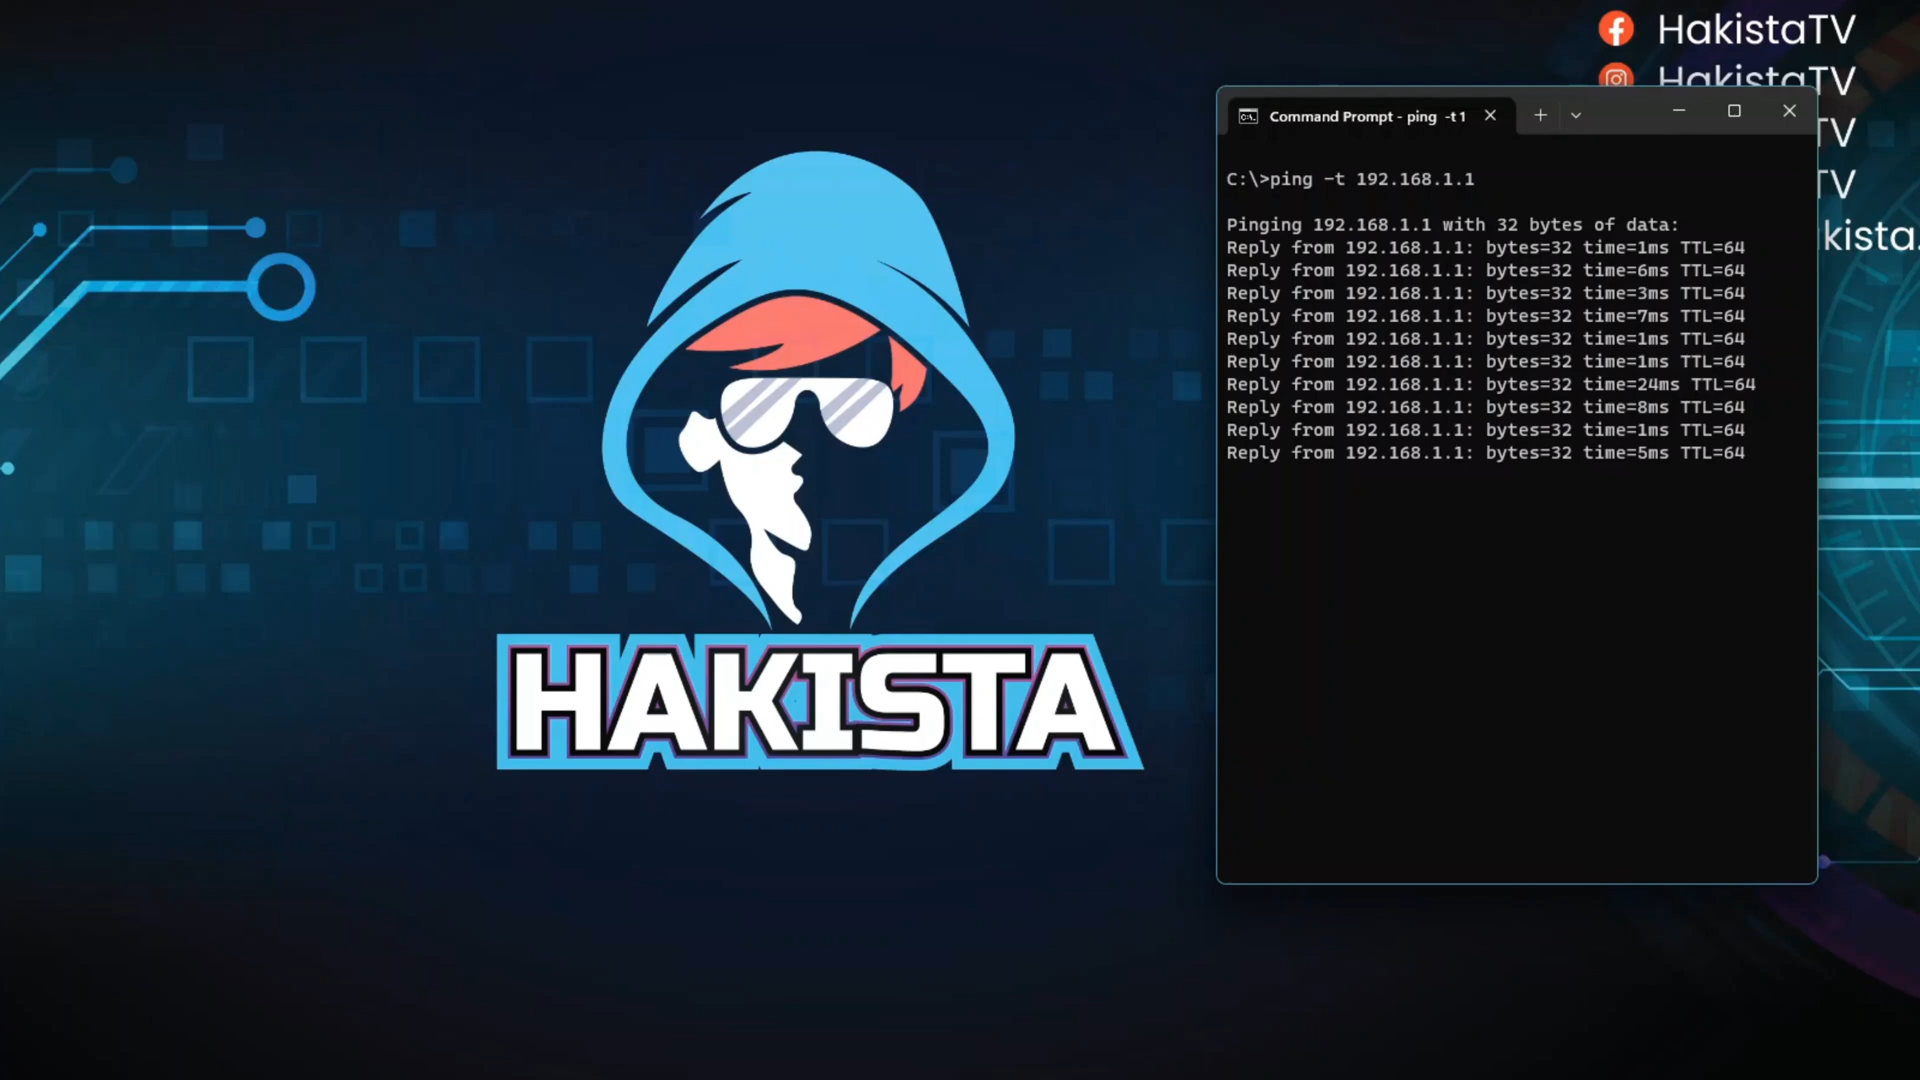 HakistaTV
HakistaTV
TV
TV
kista.
Command Prompt - ping -t 1
C:\>ping -t 192.168.1.1
Pinging 192.168.1.1 with 32 bytes of data:
Reply from 192.168.1.1: bytes=32 time=1ms TTL=64
Reply from 192.168.1.1: bytes=32 time=6ms TTL=64
Reply from 192.168.1.1: bytes=32 time=3ms TTL=64
Reply from 192.168.1.1: bytes=32 time=7ms TTL=64
Reply from 192.168.1.1: bytes=32 time=1ms TTL=64
Reply from 192.168.1.1: bytes=32 time=1ms TTL=64
Reply from 192.168.1.1: bytes=32 time=24ms TTL=64
Reply from 192.168.1.1: bytes=32 time=8ms TTL=64
Reply from 192.168.1.1: bytes=32 time=1ms TTL=64
Reply from 192.168.1.1: bytes=32 time=5ms TTL=64
HAKISTA